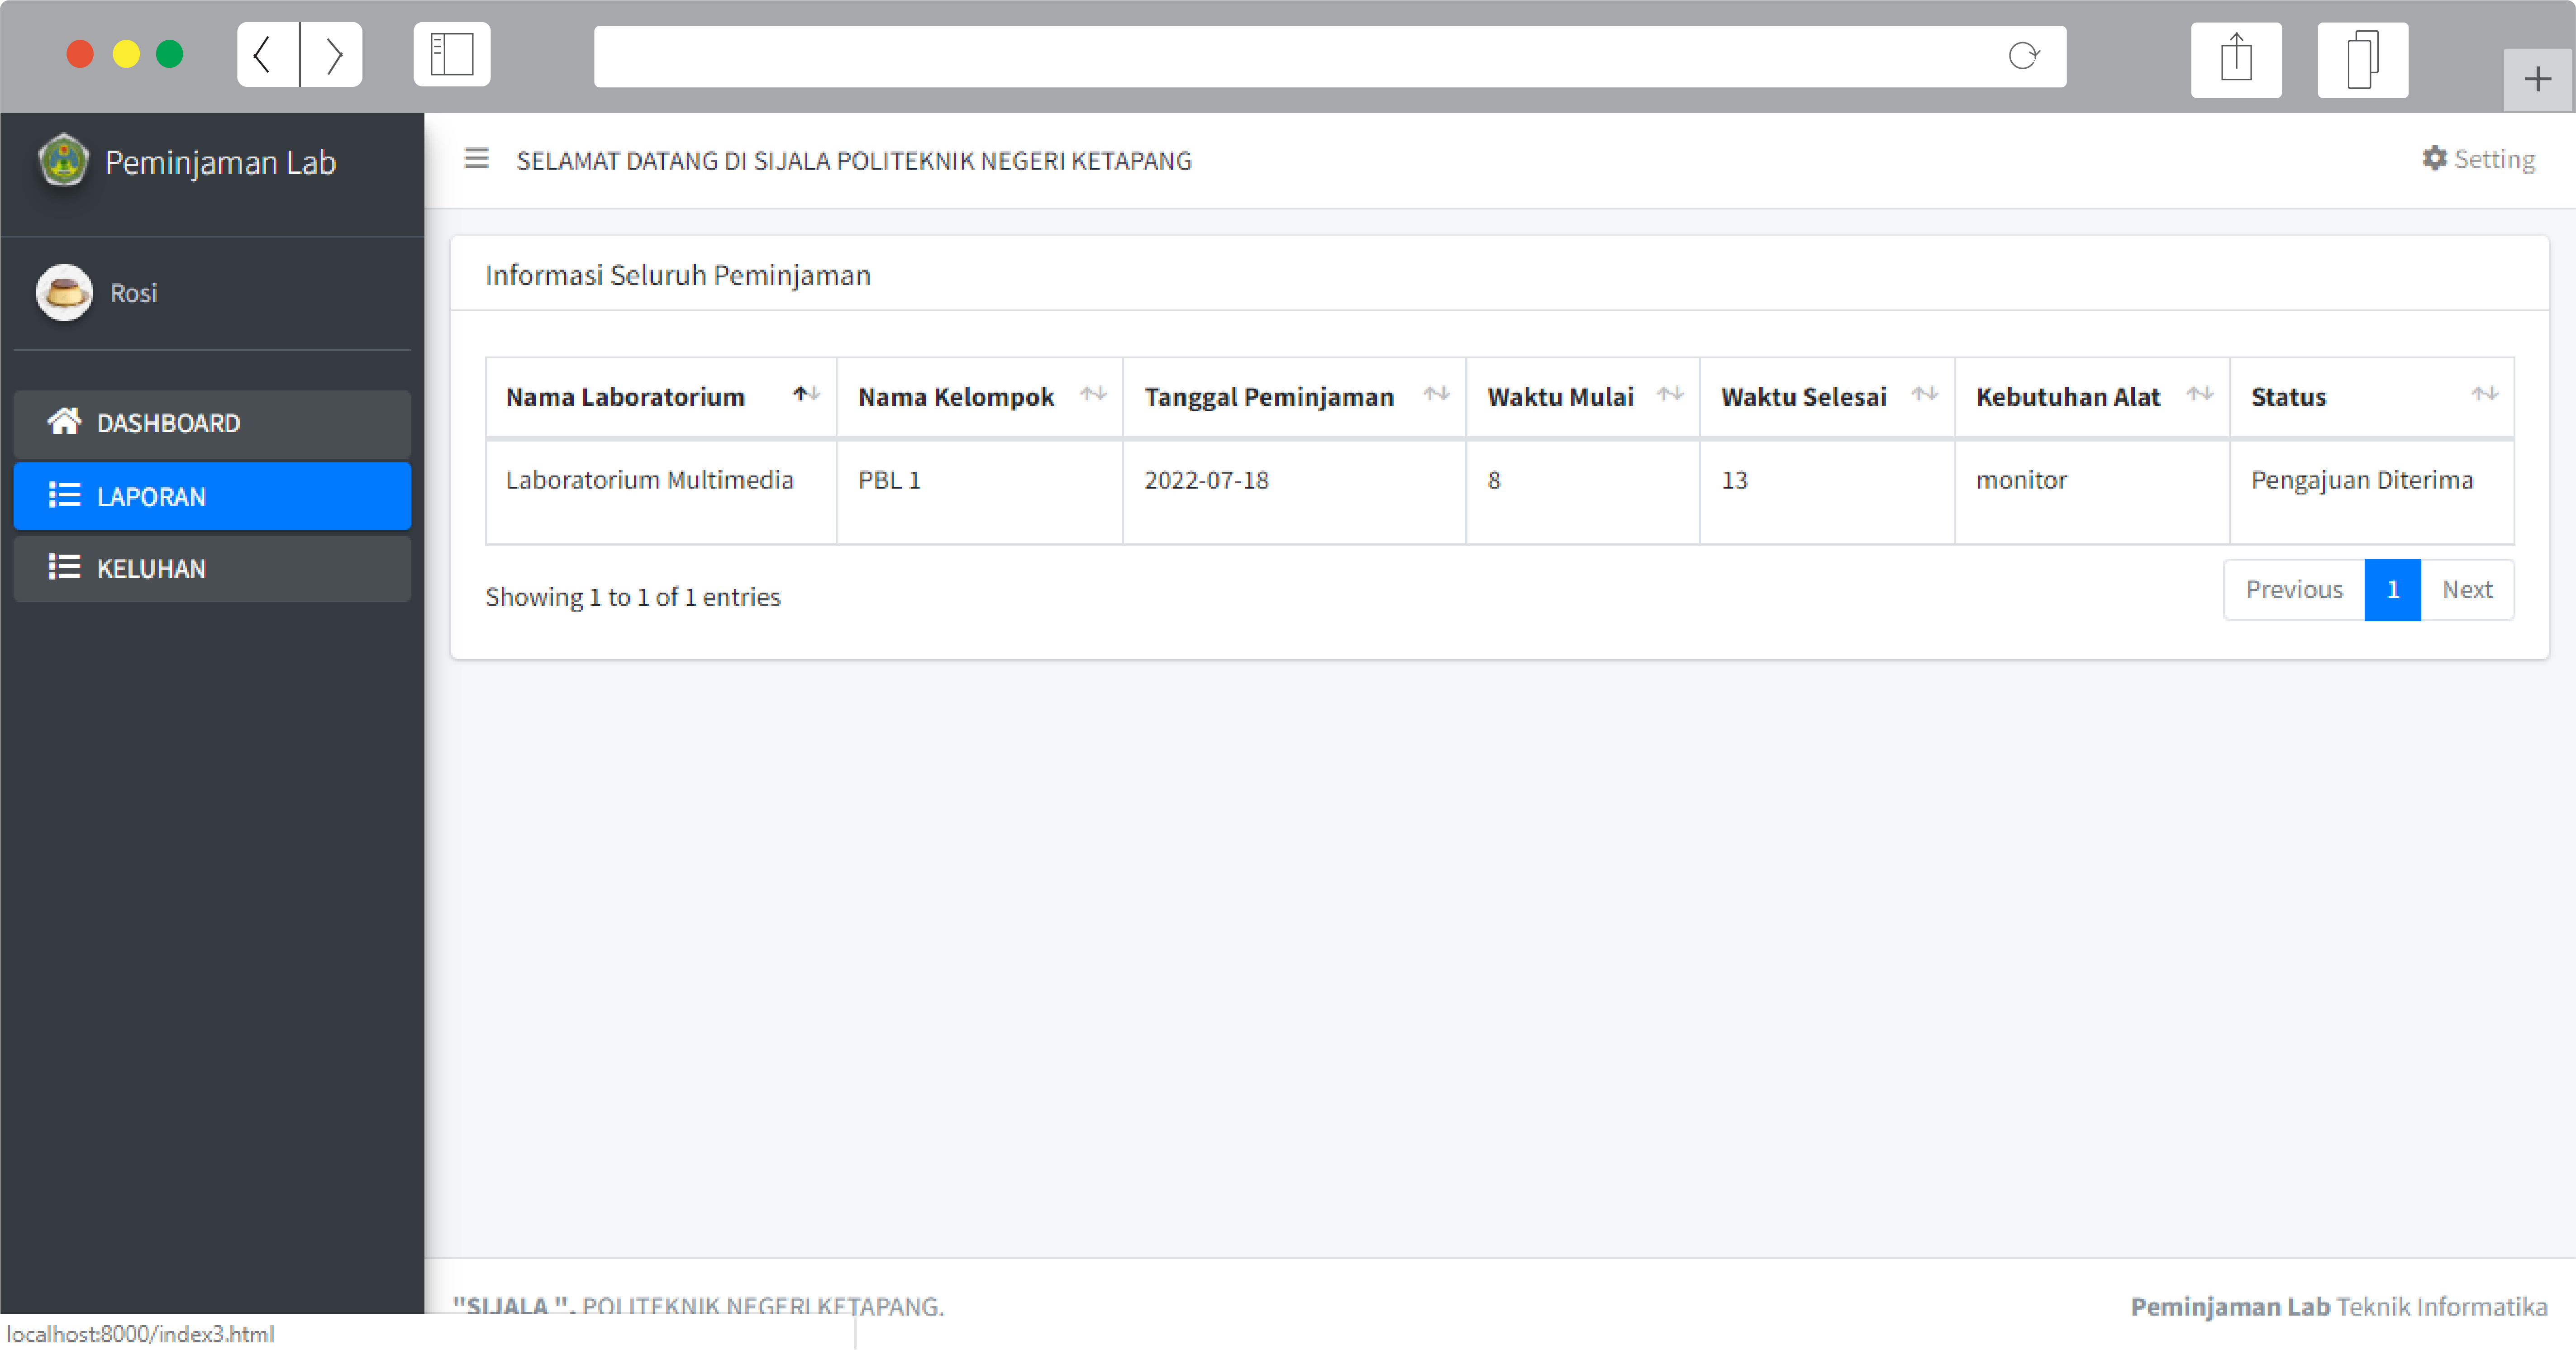 Peminjaman Lab
SELAMAT DATANG DI SIJALA POLITEKNIK NEGERI KETAPANG
Setting
Rosi
DASHBOARD
LAPORAN
KELUHAN
Informasi Seluruh Peminjaman
Nama Laboratorium Nama Kelompok Tanggal Peminjaman Waktu Mulai Waktu Selesai Kebutuhan Alat Status
Laboratorium Multimedia PBL 1 2022-07-18 8 13 monitor Pengajuan Diterima
Showing 1 to 1 of 1 entries
Previous 1 Next
"SIJALA ". POLITEKNIK NEGERI KETAPANG.
Peminjaman Lab Teknik Informatika
localhost:8000/index3.html